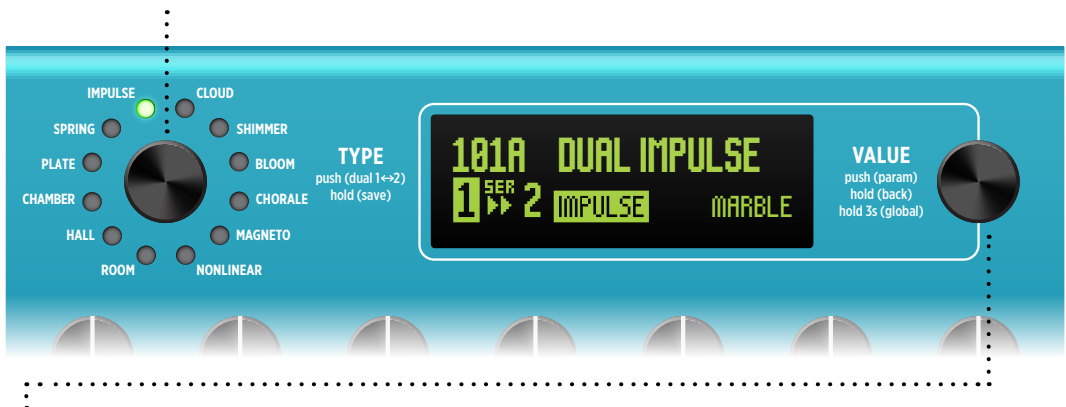 IMPULSE
CLOUD
SPRING
SHIMMER
PLATE
BLOOM
CHAMBER
CHORALE
HALL
MAGNETO
ROOM
NONLINEAR
TYPE
push (dual 1↔2)
hold (save)
101A DUAL IMPULSE
1 SER 2 IMPULSE MARBLE
VALUE
push (param)
hold (back)
hold 3s (global)